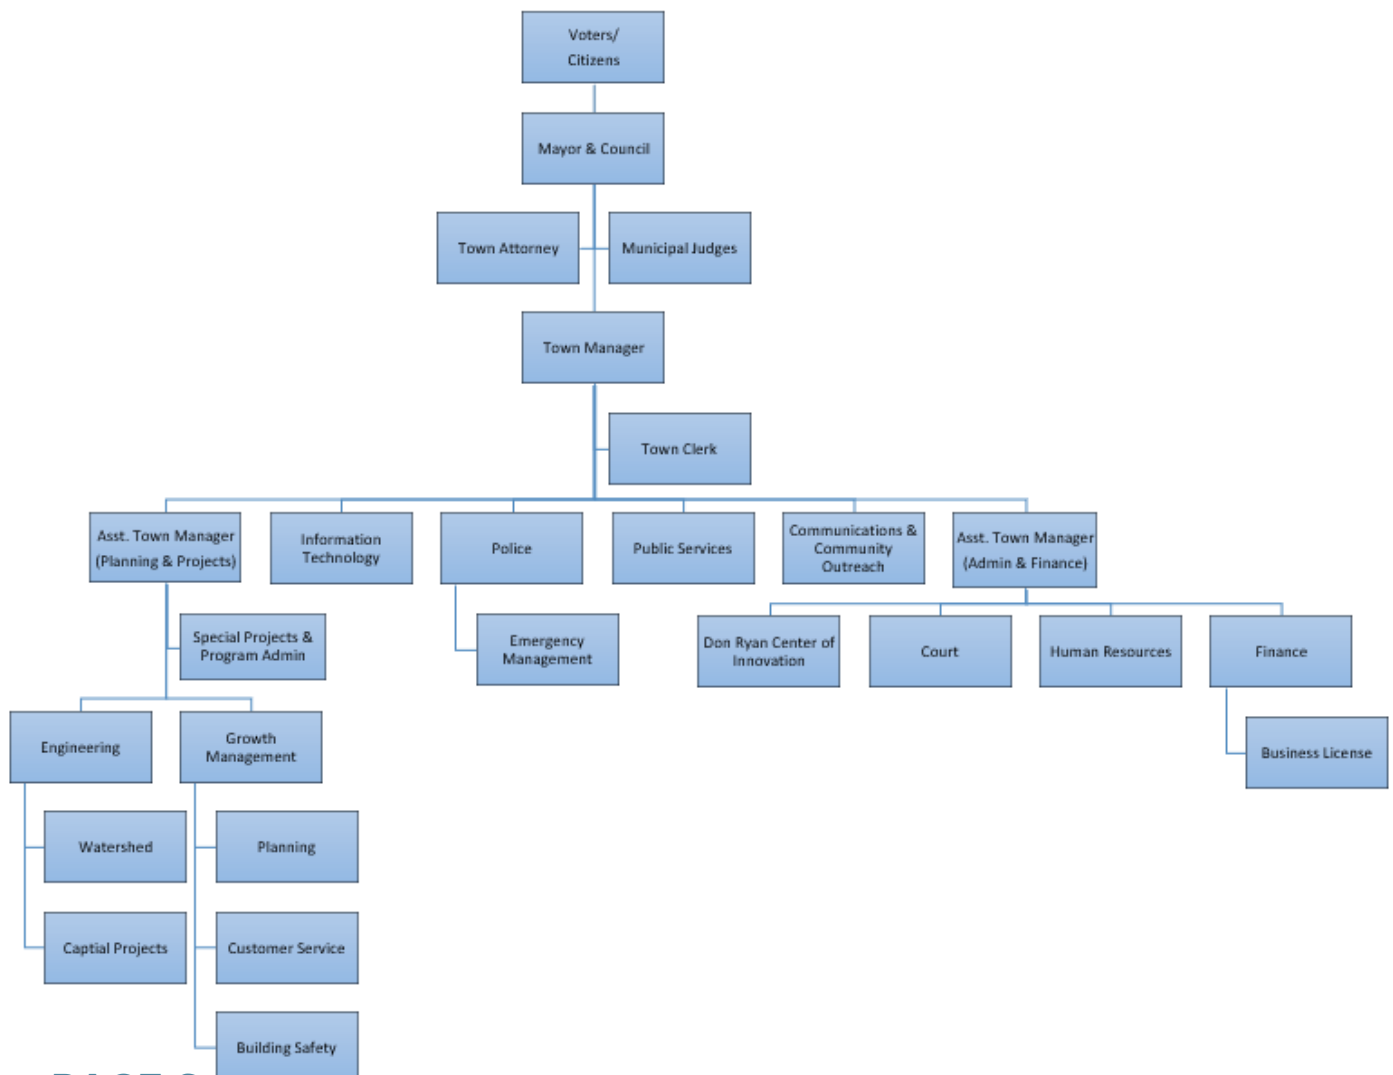 Voters/
Citizens
Mayor & Council
Town Attorney
Municipal Judges
Town Manager
Town Clerk
Asst. Town Manager
(Planning & Projects)
Information
Technology
Police
Public Services
Communications &
Community
Outreach
Asst. Town Manager
(Admin & Finance)
Special Projects &
Program Admin
Emergency
Management
Don Ryan Center of
Innovation
Court
Human Resources
Finance
Engineering
Growth
Management
Business License
Watershed
Planning
Captial Projects
Customer Service
Building Safety